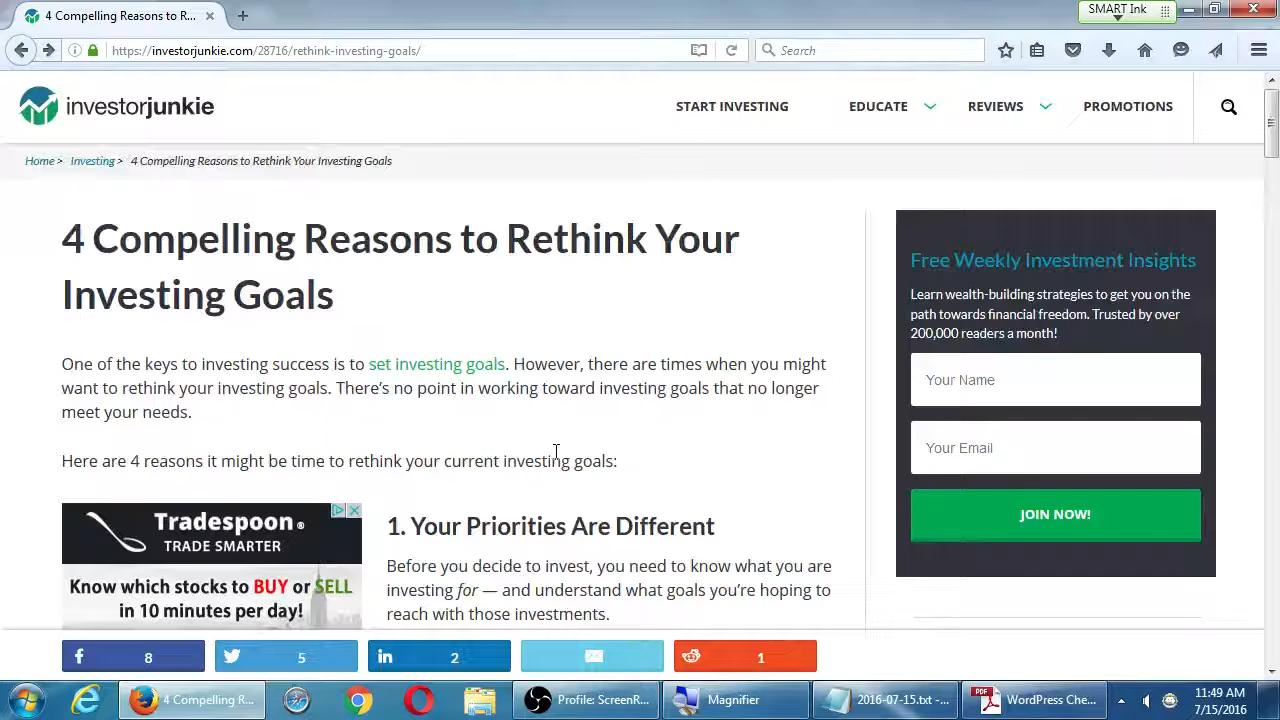 4 Compelling Reasons to R...
SMART Ink
https://investorjunkie.com/28716/rethink-investing-goals/
Search
investorjunkie
START INVESTING
EDUCATE
REVIEWS
PROMOTIONS
Home > Investing > 4 Compelling Reasons to Rethink Your Investing Goals
4 Compelling Reasons to Rethink Your
Investing Goals
One of the keys to investing success is to set investing goals. However, there are times when you might
want to rethink your investing goals. There's no point in working toward investing goals that no longer
meet your needs.
Here are 4 reasons it might be time to rethink your current investing goals:
Tradespoon®
TRADE SMARTER
Know which stocks to BUY or SELL
in 10 minutes per day!
1. Your Priorities Are Different
Before you decide to invest, you need to know what you are
investing for — and understand what goals you're hoping to
reach with those investments.
Free Weekly Investment Insights
Learn wealth-building strategies to get you on the
path towards financial freedom. Trusted by over
200,000 readers a month!
Your Name
Your Email
JOIN NOW!
8
5
in 2
1
4 Compelling R...
Profile: ScreenR...
Magnifier
2016-07-15.txt - ...
PDF
WordPress Che...
11:49 AM
7/15/2016